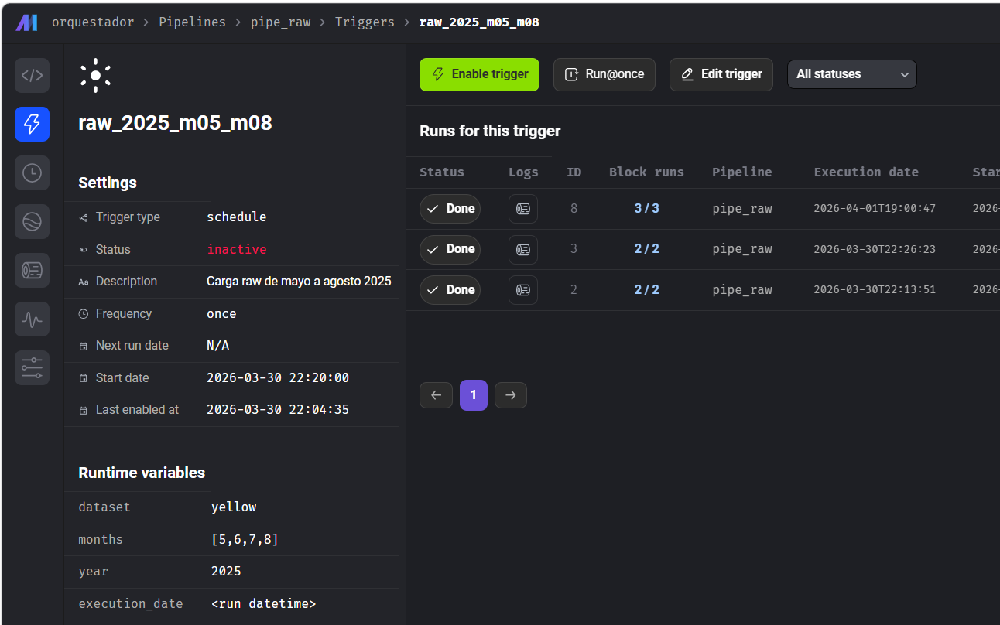 orquestador > Pipelines > pipe_raw > Triggers > raw_2025_m05_m08
Enable trigger Run@once Edit trigger All statuses
raw_2025_m05_m08
Settings
Trigger type schedule
Status inactive
Description Carga raw de mayo a agosto 2025
Frequency once
Next run date N/A
Start date 2026-03-30 22:20:00
Last enabled at 2026-03-30 22:04:35
Runtime variables
dataset yellow
months [5,6,7,8]
year 2025
execution_date <run datetime>
Runs for this trigger
Status Logs ID Block runs Pipeline Execution date Star
Done 8 3/3 pipe_raw 2026-04-01T19:00:47 2026-
Done 3 2/2 pipe_raw 2026-03-30T22:26:23 2026-
Done 2 2/2 pipe_raw 2026-03-30T22:13:51 2026-
1